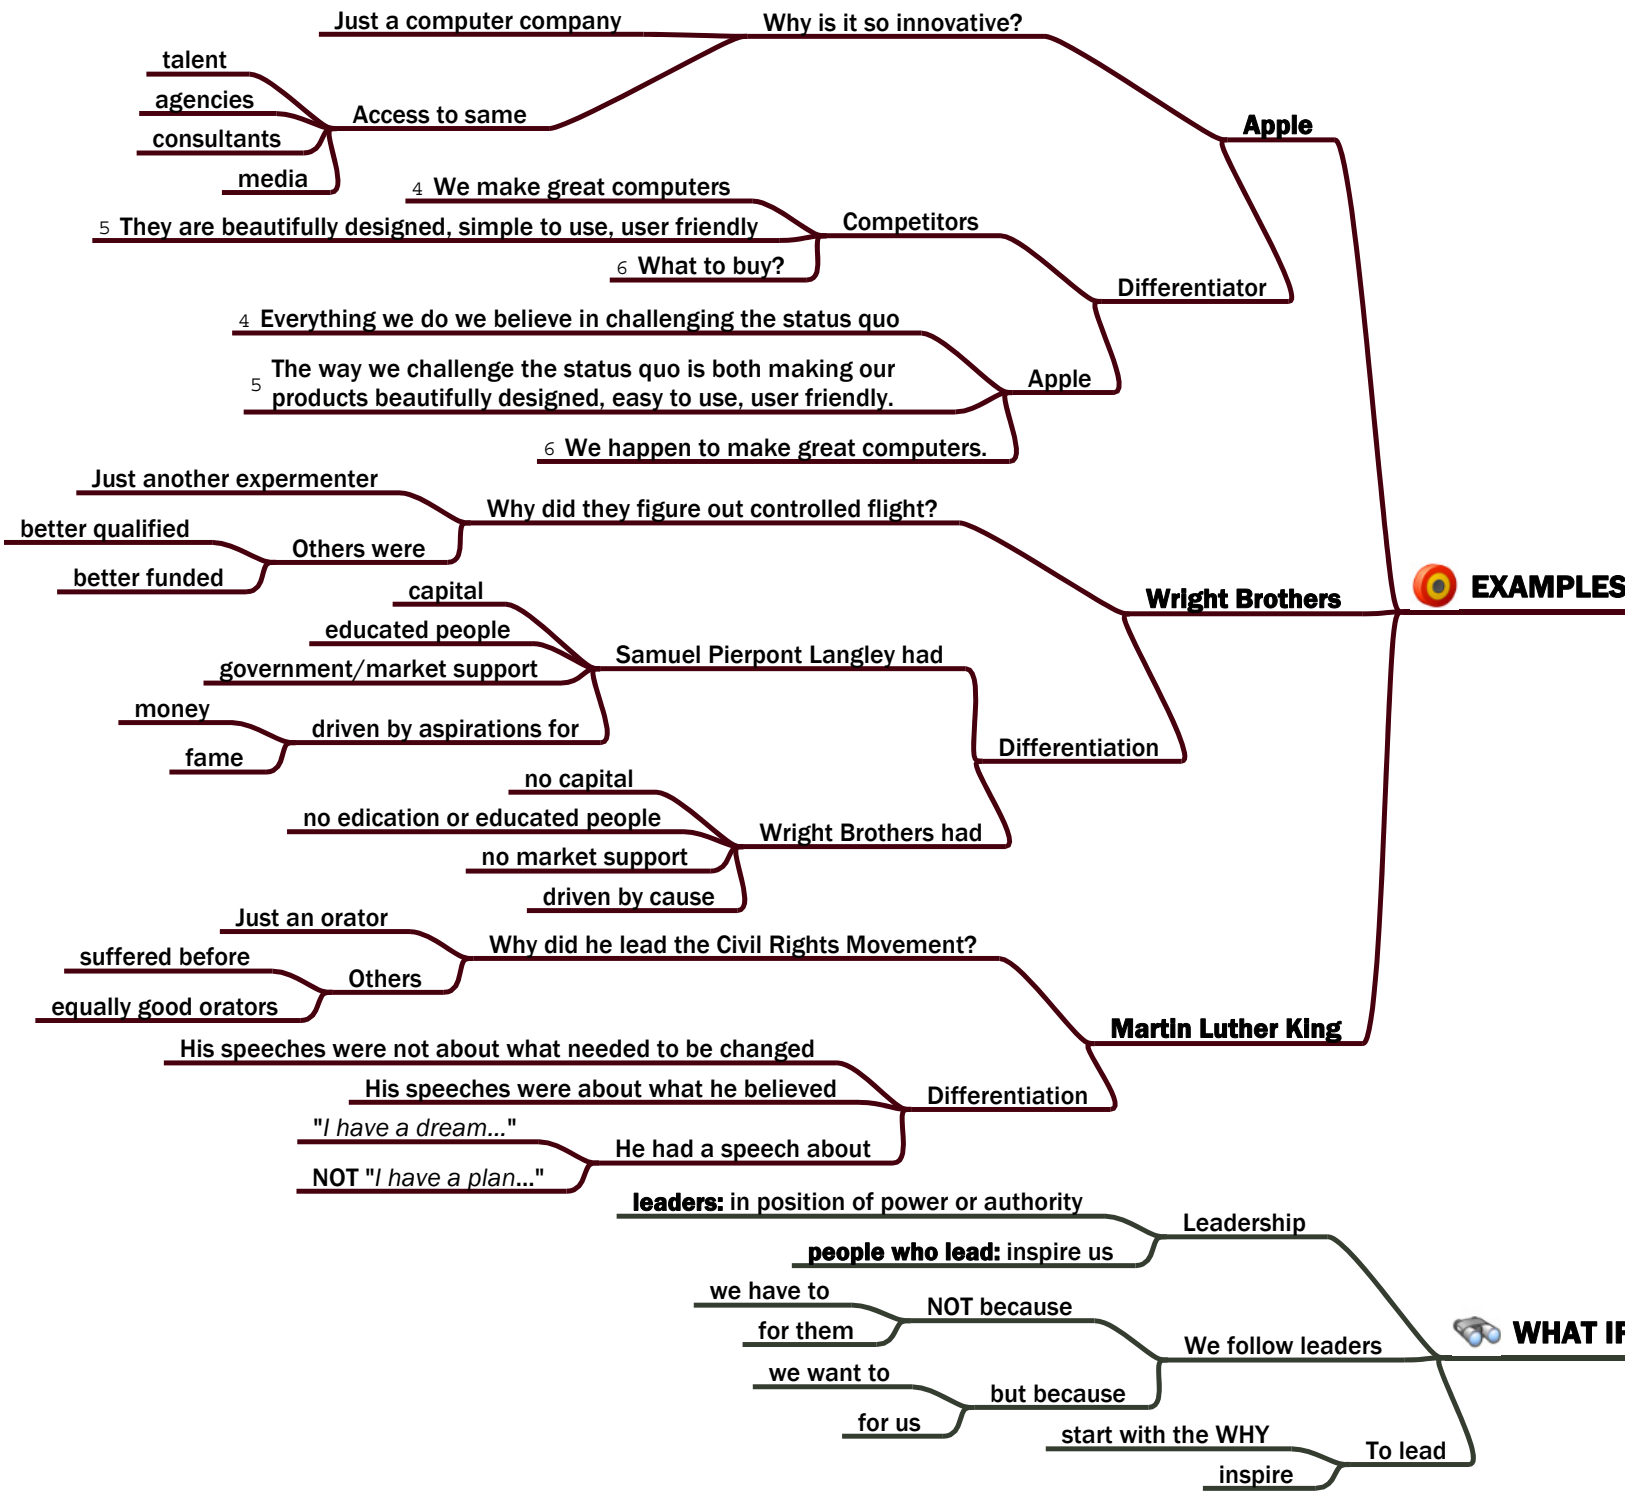 Just a computer company
Why is it so innovative?
talent
agencies
Access to same
consultants
media
Apple
4 We make great computers
5 They are beautifully designed, simple to use, user friendly
Competitors
6 What to buy?
Differentiator
4 Everything we do we believe in challenging the status quo
5 The way we challenge the status quo is both making our
products beautifully designed, easy to use, user friendly.
Apple
6 We happen to make great computers.
Just another expermenter
Why did they figure out controlled flight?
better qualified
Others were
better funded
Wright Brothers
EXAMPLES
capital
educated people
Samuel Pierpont Langley had
government/market support
money
driven by aspirations for
fame
Differentiation
no capital
no edication or educated people
Wright Brothers had
no market support
driven by cause
Just an orator
Why did he lead the Civil Rights Movement?
suffered before
Others
equally good orators
Martin Luther King
His speeches were not about what needed to be changed
His speeches were about what he believed
Differentiation
"I have a dream..."
He had a speech about
NOT "I have a plan..."
leaders: in position of power or authority
Leadership
people who lead: inspire us
we have to
NOT because
for them
We follow leaders
WHAT IF
we want to
but because
for us
start with the WHY
To lead
inspire